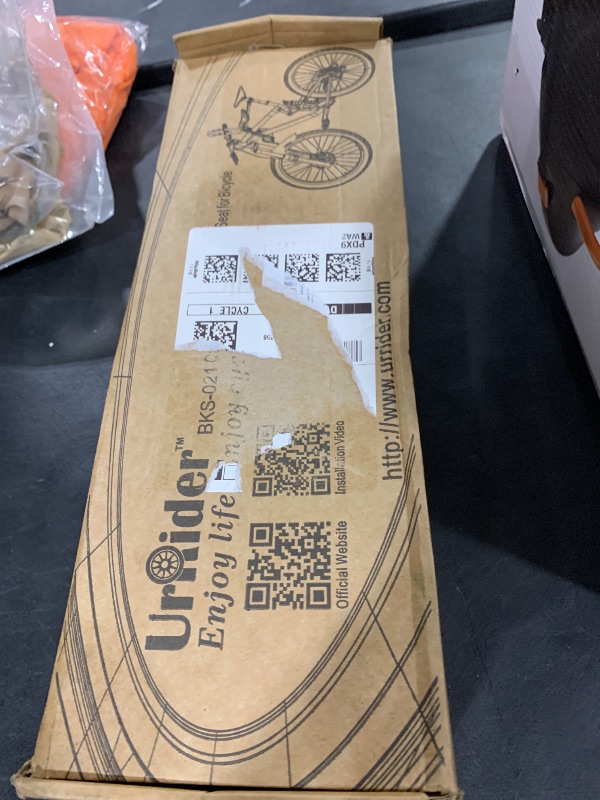 UrRider™
BKS-021
Seat for Bicycle
Enjoy life Enjoy
Official Website
Installation Video
http://www.urrider.com
PDX9
WA2
CYCLE 1